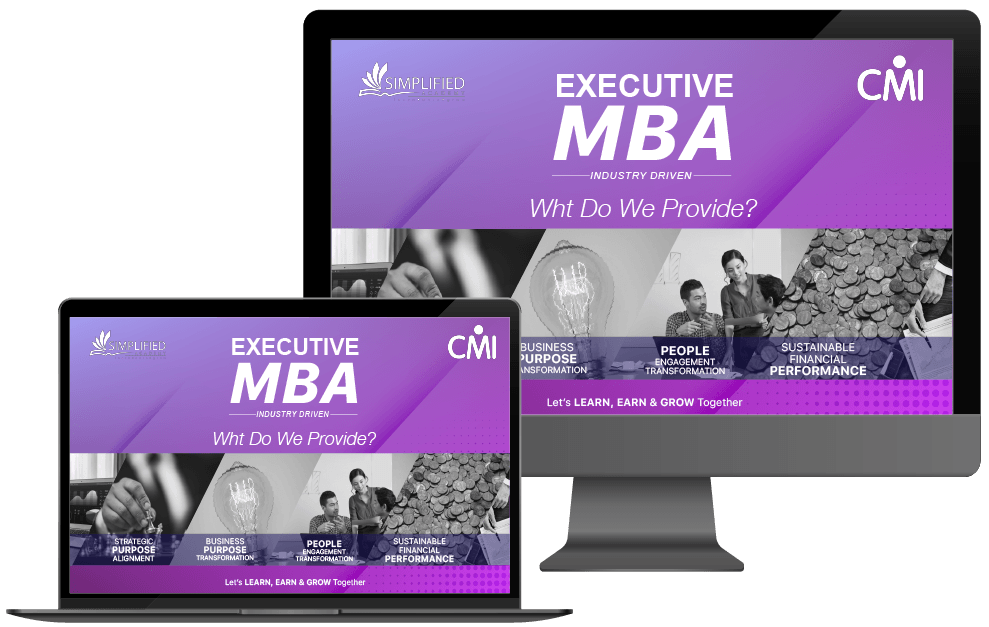 SIMPLIFIED
EXECUTIVE
MBA
INDUSTRY DRIVEN
CMI
Wht Do We Provide?
BUSINESS
PURPOSE
ANSFORMATION
PEOPLE
ENGAGEMENT
TRANSFORMATION
SUSTAINABLE
FINANCIAL
PERFORMANCE
Let's LEARN, EARN & GROW Together
SIMPLIFIED
EXECUTIVE
MBA
INDUSTRY DRIVEN
CMI
Wht Do We Provide?
STRATEGIC
PURPOSE
ALIGNMENT
BUSINESS
PURPOSE
TRANSFORMATION
PEOPLE
ENGAGEMENT
TRANSFORMATION
SUSTAINABLE
FINANCIAL
PERFORMANCE
Let's LEARN, EARN & GROW Together